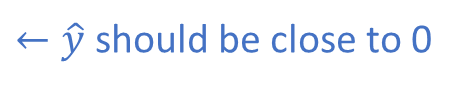 ← ŷ should be close to 0